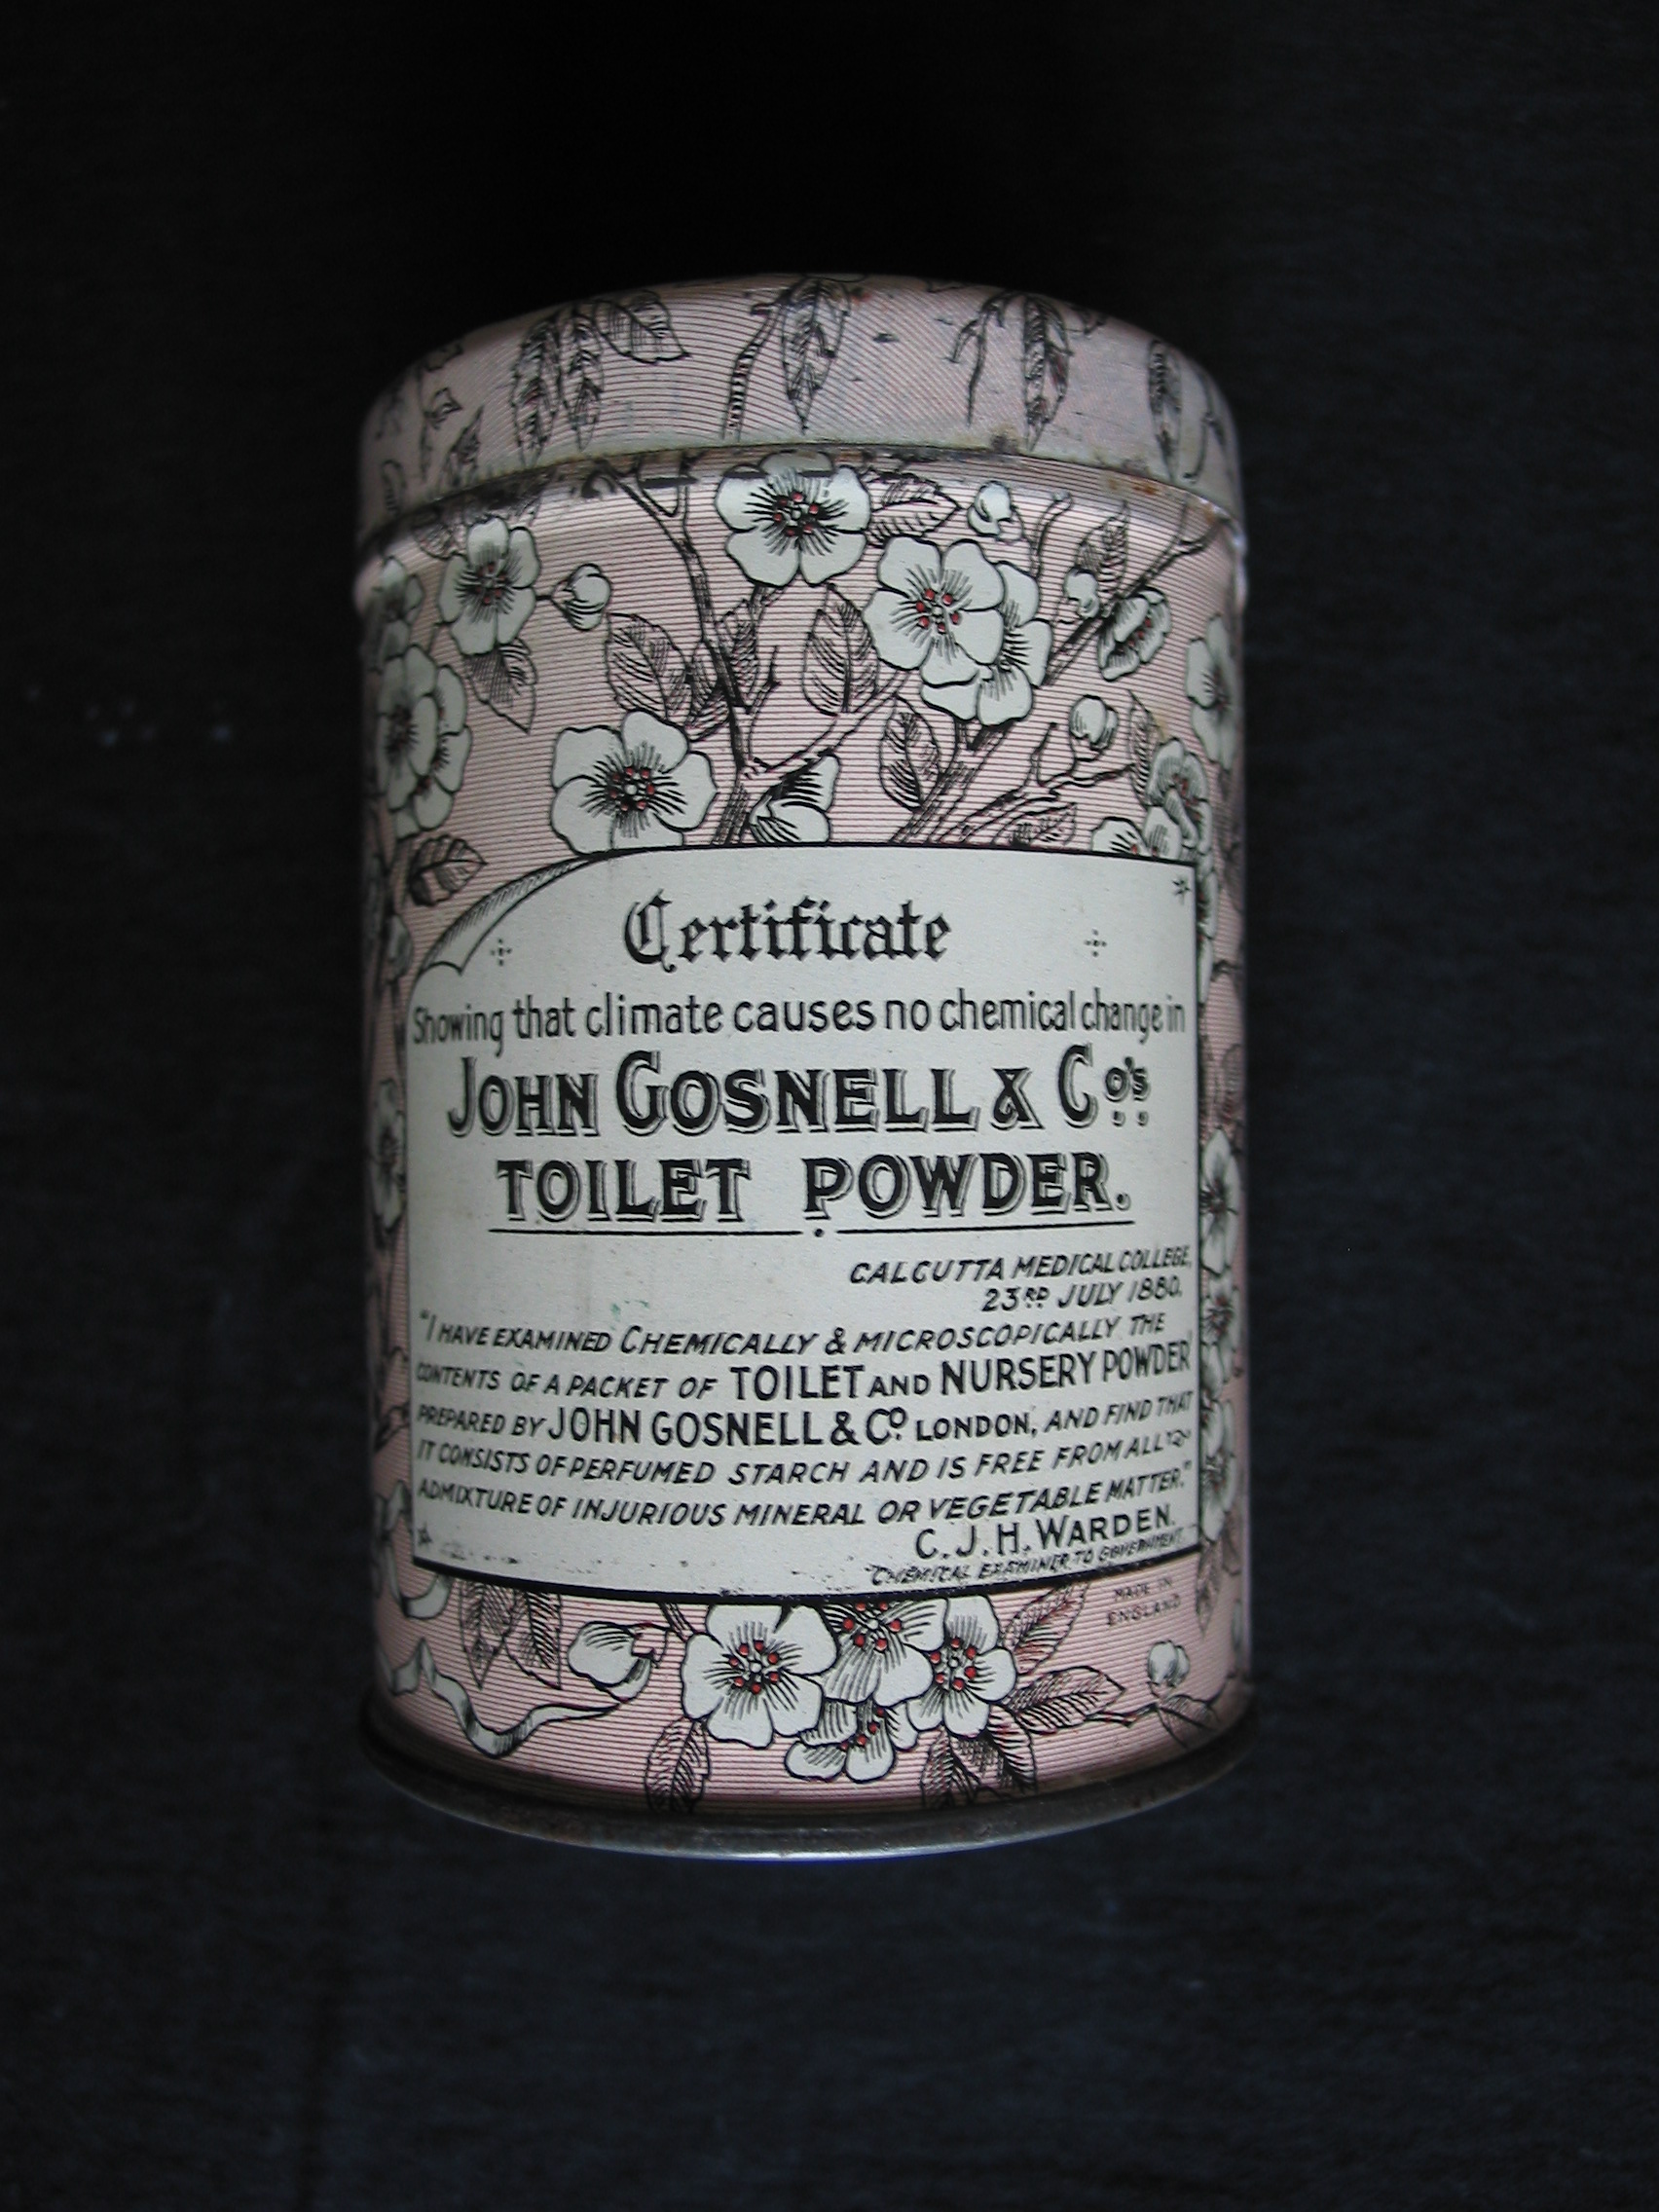 Certificate
Showing that climate causes no chemical change in
JOHN GOSNELL & Co's
TOILET POWDER.
CALCUTTA MEDICAL COLLEGE,
23RD JULY 1880.
"I HAVE EXAMINED CHEMICALLY & MICROSCOPICALLY THE
CONTENTS OF A PACKET OF TOILET AND NURSERY POWDER
PREPARED BY JOHN GOSNELL & Co. LONDON, AND FIND THAT
IT CONSISTS OF PERFUMED STARCH AND IS FREE FROM ALL
ADMIXTURE OF INJURIOUS MINERAL OR VEGETABLE MATTER."
C. J. H. WARDEN.
CHEMICAL EXAMINER TO GOVERNMENT.
MADE IN
ENGLAND